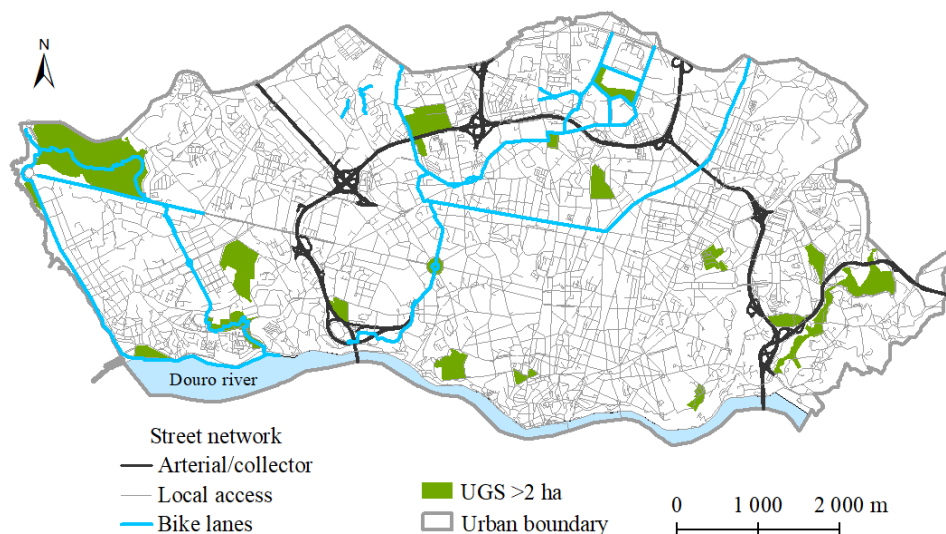 N
Douro river
Street network
Arterial/collector
Local access
Bike lanes
UGS >2 ha
Urban boundary
0 1 000 2 000 m